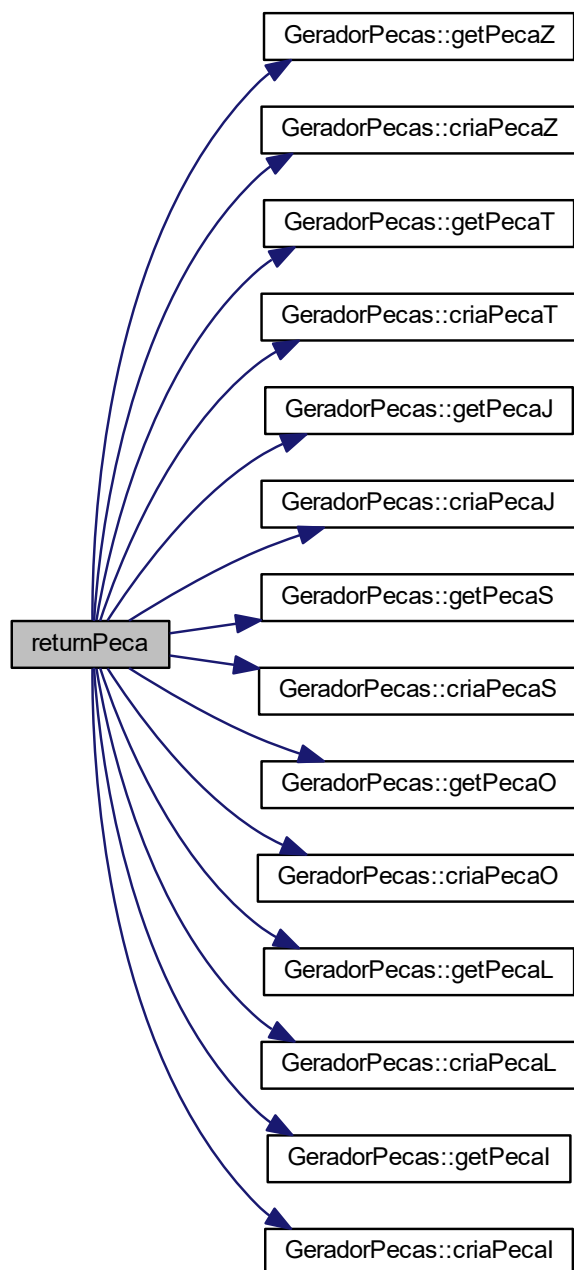 GeradorPecas::getPecaZ
GeradorPecas::criaPecaZ
GeradorPecas::getPecaT
GeradorPecas::criaPecaT
GeradorPecas::getPecaJ
GeradorPecas::criaPecaJ
GeradorPecas::getPecaS
returnPeca
GeradorPecas::criaPecaS
GeradorPecas::getPecaO
GeradorPecas::criaPecaO
GeradorPecas::getPecaL
GeradorPecas::criaPecaL
GeradorPecas::getPecaI
GeradorPecas::criaPecaI